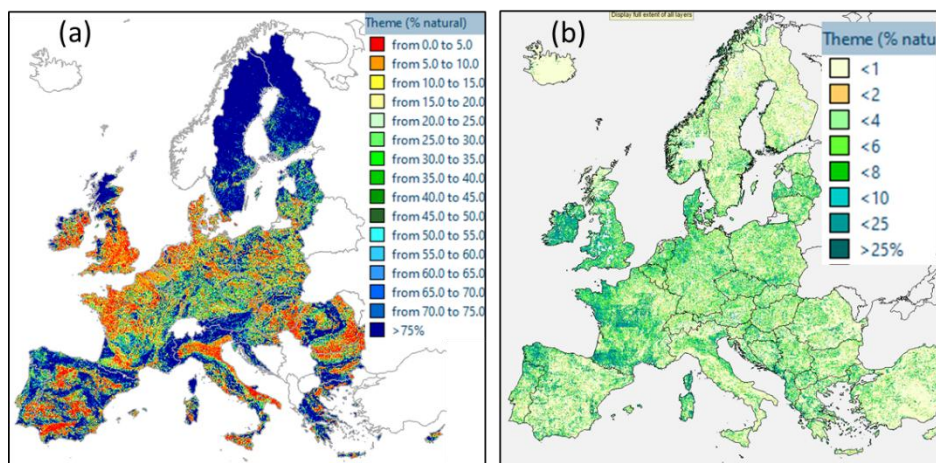 (a)
Theme (% natural)
from 0.0 to 5.0
from 5.0 to 10.0
from 10.0 to 15.0
from 15.0 to 20.0
from 20.0 to 25.0
from 25.0 to 30.0
from 30.0 to 35.0
from 35.0 to 40.0
from 40.0 to 45.0
from 45.0 to 50.0
from 50.0 to 55.0
from 55.0 to 60.0
from 60.0 to 65.0
from 65.0 to 70.0
from 70.0 to 75.0
>75%
(b)
Display full extent of all layers
Theme (% natu
<1
<2
<4
<6
<8
<10
<25
>25%